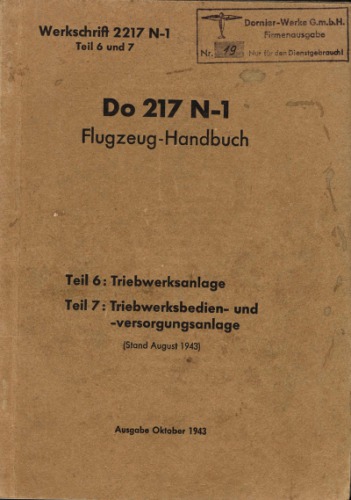 Werkschrift 2217 N-1
Teil 6 und 7
Dornier-Werke G.m.b.H.
Firmenausgabe
Nr. 19 Nur für den Dienstgebrauch!
Do 217 N-1
Flugzeug-Handbuch
Teil 6: Triebwerksanlage
Teil 7: Triebwerksbedien- und
-versorgungsanlage
(Stand August 1943)
Ausgabe Oktober 1943